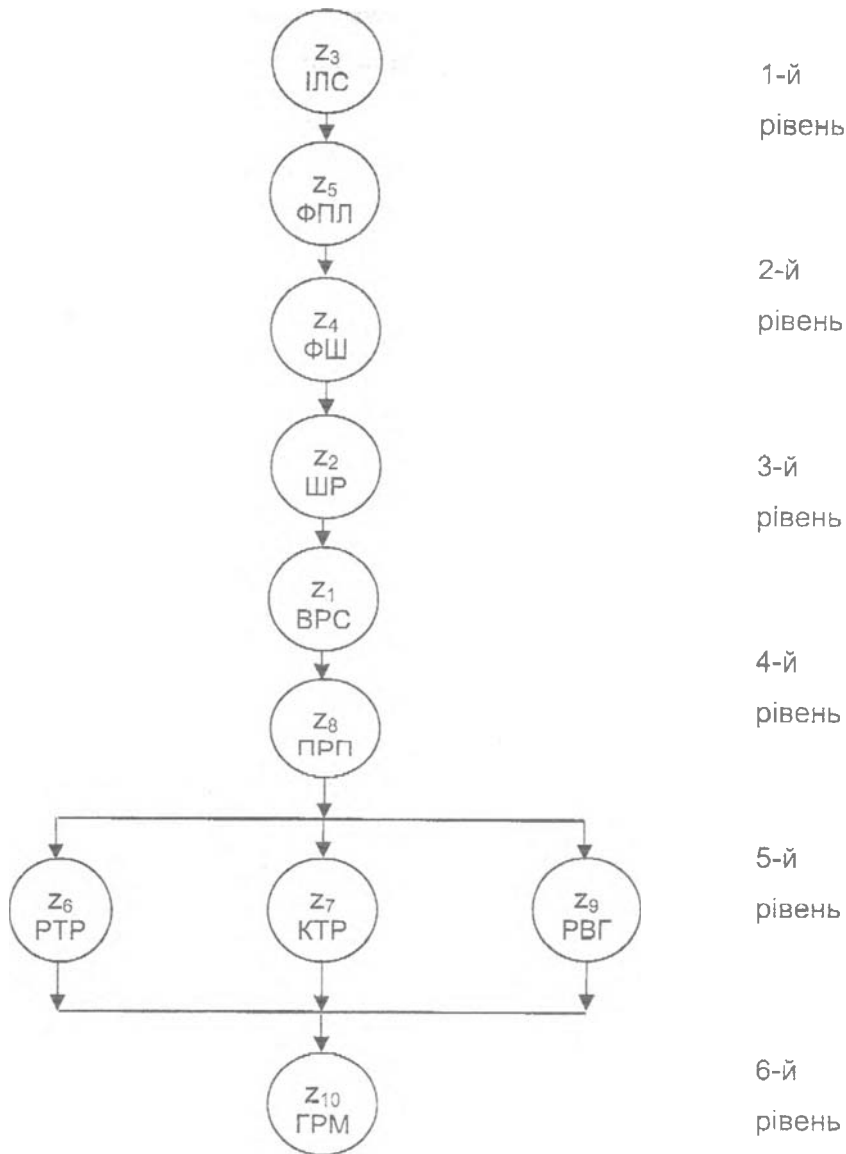 z₃
ІЛС
1-й
рівень
z₅
ФПЛ
2-й
рівень
z₄
ФШ
z₂
ШР
3-й
рівень
z₁
ВРС
4-й
рівень
z₈
ПРП
5-й
рівень
z₆
РТР
z₇
КТР
z₉
РВГ
z₁₀
ГРМ
6-й
рівень